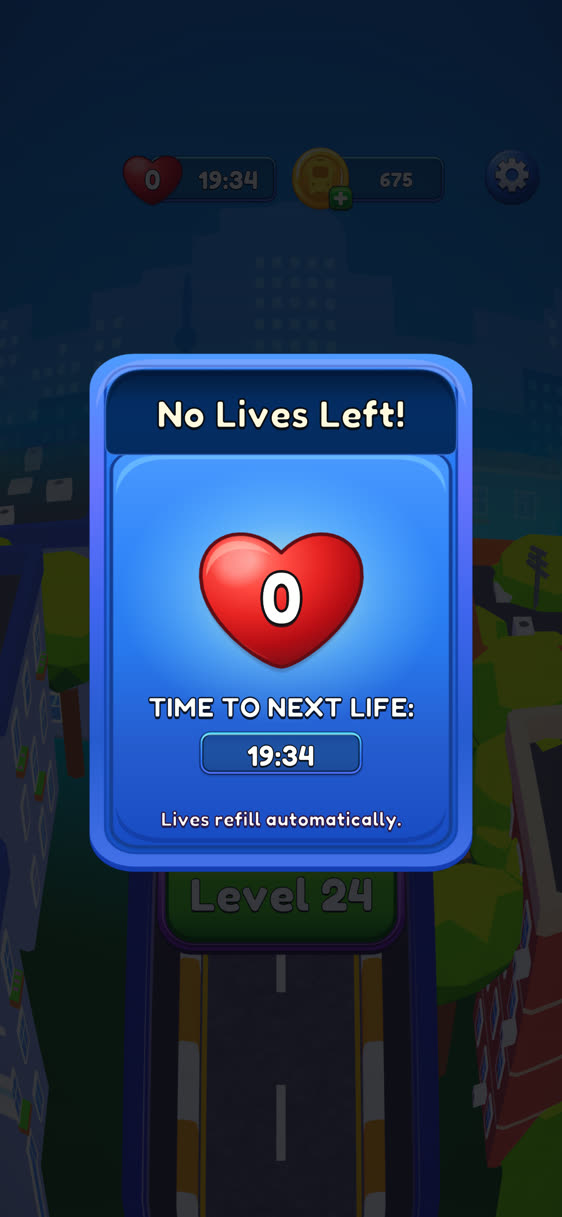 0 19:34 675
No Lives Left!
0
TIME TO NEXT LIFE:
19:34
Lives refill automatically.
Level 24